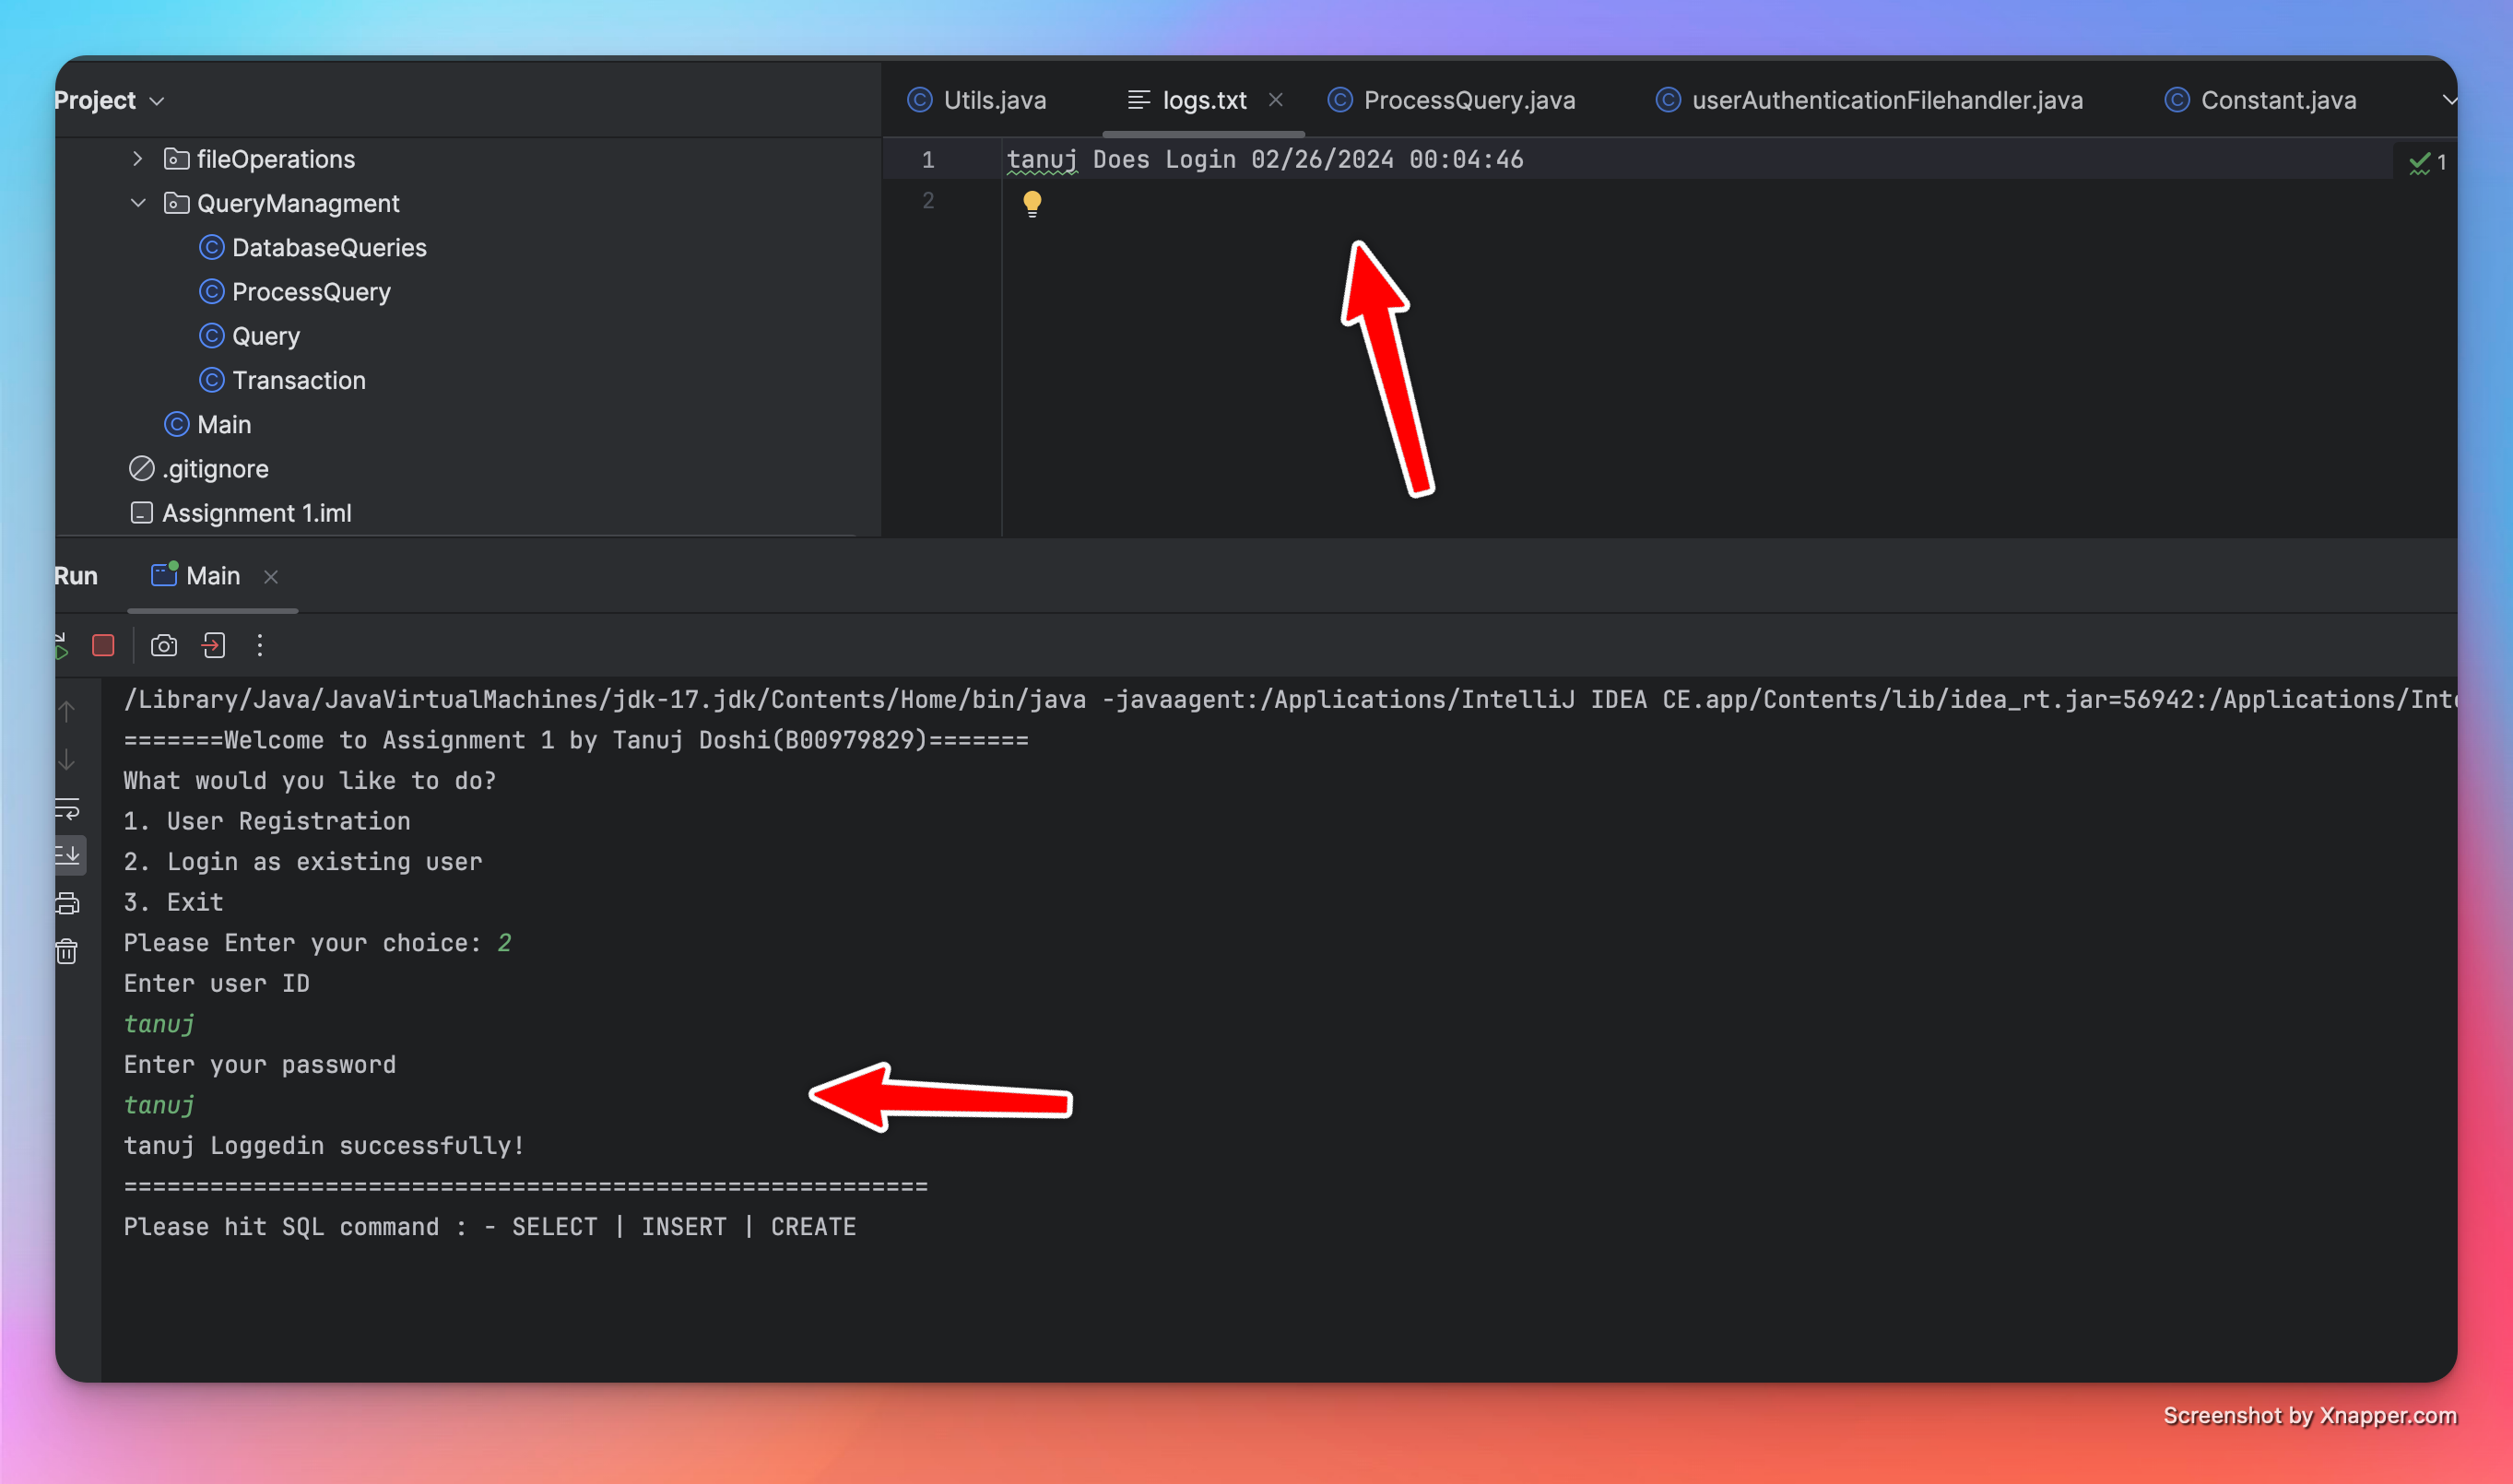 Project
Utils.java
logs.txt
ProcessQuery.java
userAuthenticationFilehandler.java
Constant.java
fileOperations
QueryManagment
DatabaseQueries
ProcessQuery
Query
Transaction
Main
.gitignore
Assignment 1.iml
1 tanuj Does Login 02/26/2024 00:04:46
1
2
Run
Main
/Library/Java/JavaVirtualMachines/jdk-17.jdk/Contents/Home/bin/java -javaagent:/Applications/IntelliJ IDEA CE.app/Contents/lib/idea_rt.jar=56942:/Applications/Inte
=======Welcome to Assignment 1 by Tanuj Doshi(B00979829)=======
What would you like to do?
1. User Registration
2. Login as existing user
3. Exit
Please Enter your choice: 2
Enter user ID
tanuj
Enter your password
tanuj
tanuj Loggedin successfully!
========================================================
Please hit SQL command : - SELECT | INSERT | CREATE
Screenshot by Xnapper.com